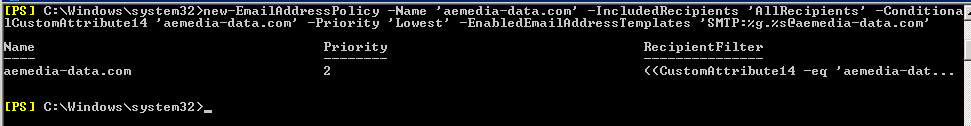 [PS] C:\Windows\system32>new-EmailAddressPolicy -Name 'aemedia-data.com' -IncludedRecipients 'AllRecipients' -Conditiona
lCustomAttribute14 'aemedia-data.com' -Priority 'Lowest' -EnabledEmailAddressTemplates 'SMTP:%g.%s@aemedia-data.com'
Name Priority RecipientFilter
---- -------- ---------------
aemedia-data.com 2 ((CustomAttribute14 -eq 'aemedia-dat...
[PS] C:\Windows\system32>_